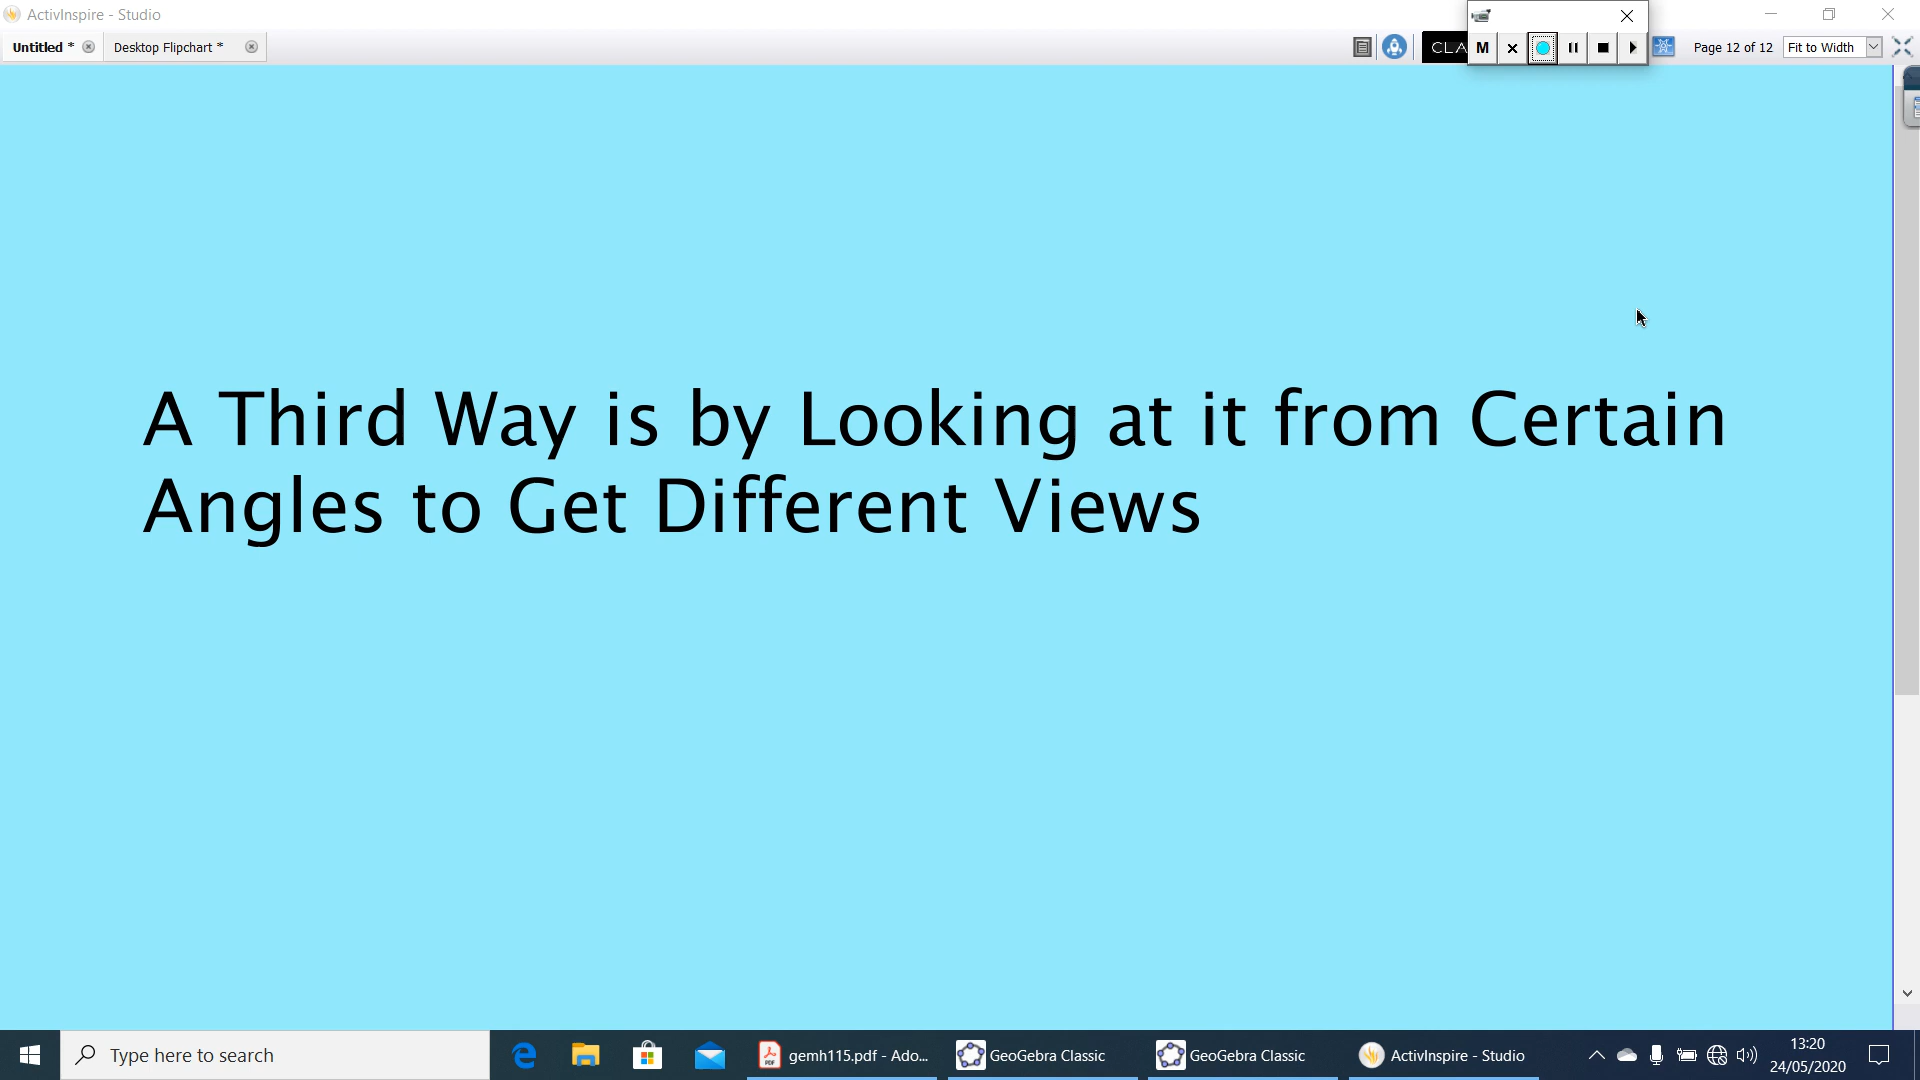 ActivInspire - Studio
Untitled *
Desktop Flipchart *
CLA
M
Page 12 of 12
Fit to Width
A Third Way is by Looking at it from Certain
Angles to Get Different Views
Type here to search
gemh115.pdf - Ado...
GeoGebra Classic
GeoGebra Classic
ActivInspire - Studio
13:20
24/05/2020